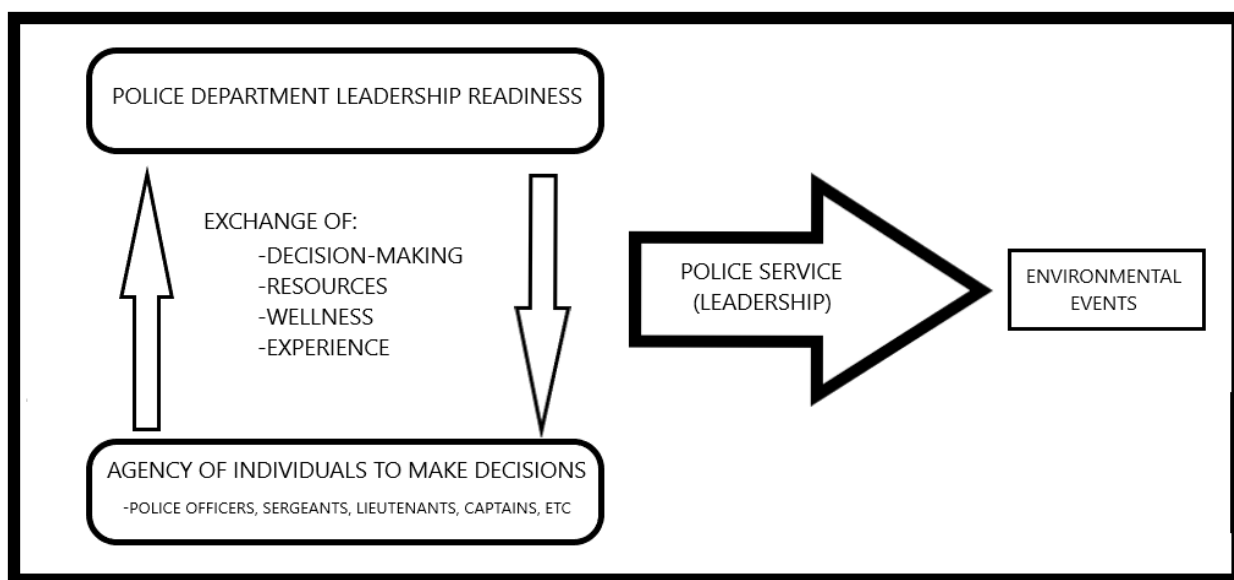 POLICE DEPARTMENT LEADERSHIP READINESS
EXCHANGE OF:
-DECISION-MAKING
-RESOURCES
-WELLNESS
-EXPERIENCE
AGENCY OF INDIVIDUALS TO MAKE DECISIONS
-POLICE OFFICERS, SERGEANTS, LIEUTENANTS, CAPTAINS, ETC
POLICE SERVICE
(LEADERSHIP)
ENVIRONMENTAL
EVENTS